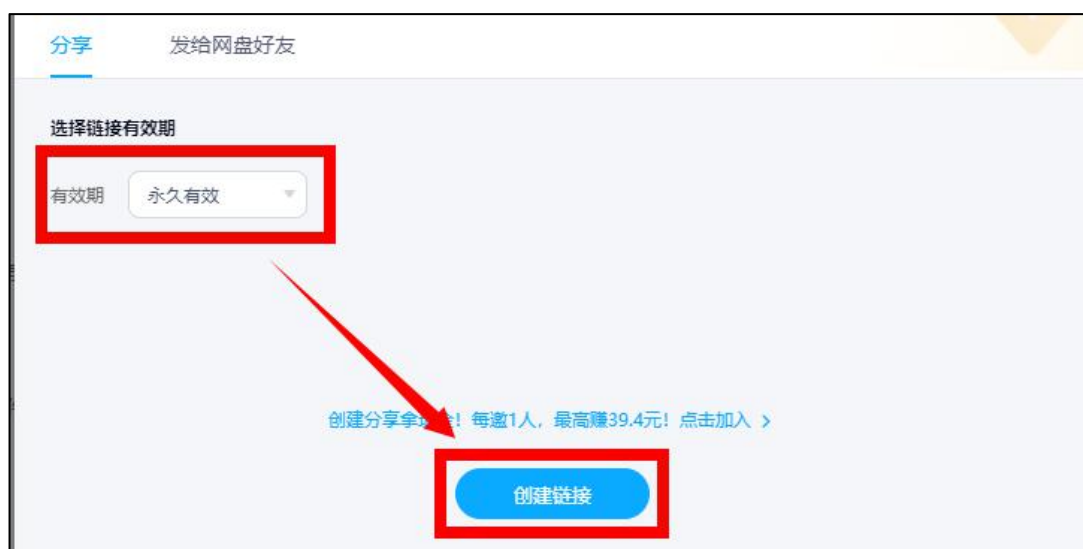 分享
发给网盘好友
选择链接有效期
有效期 永久有效
创建分享拿现金！每邀1人，最高赚39.4元！点击加入 >
创建链接